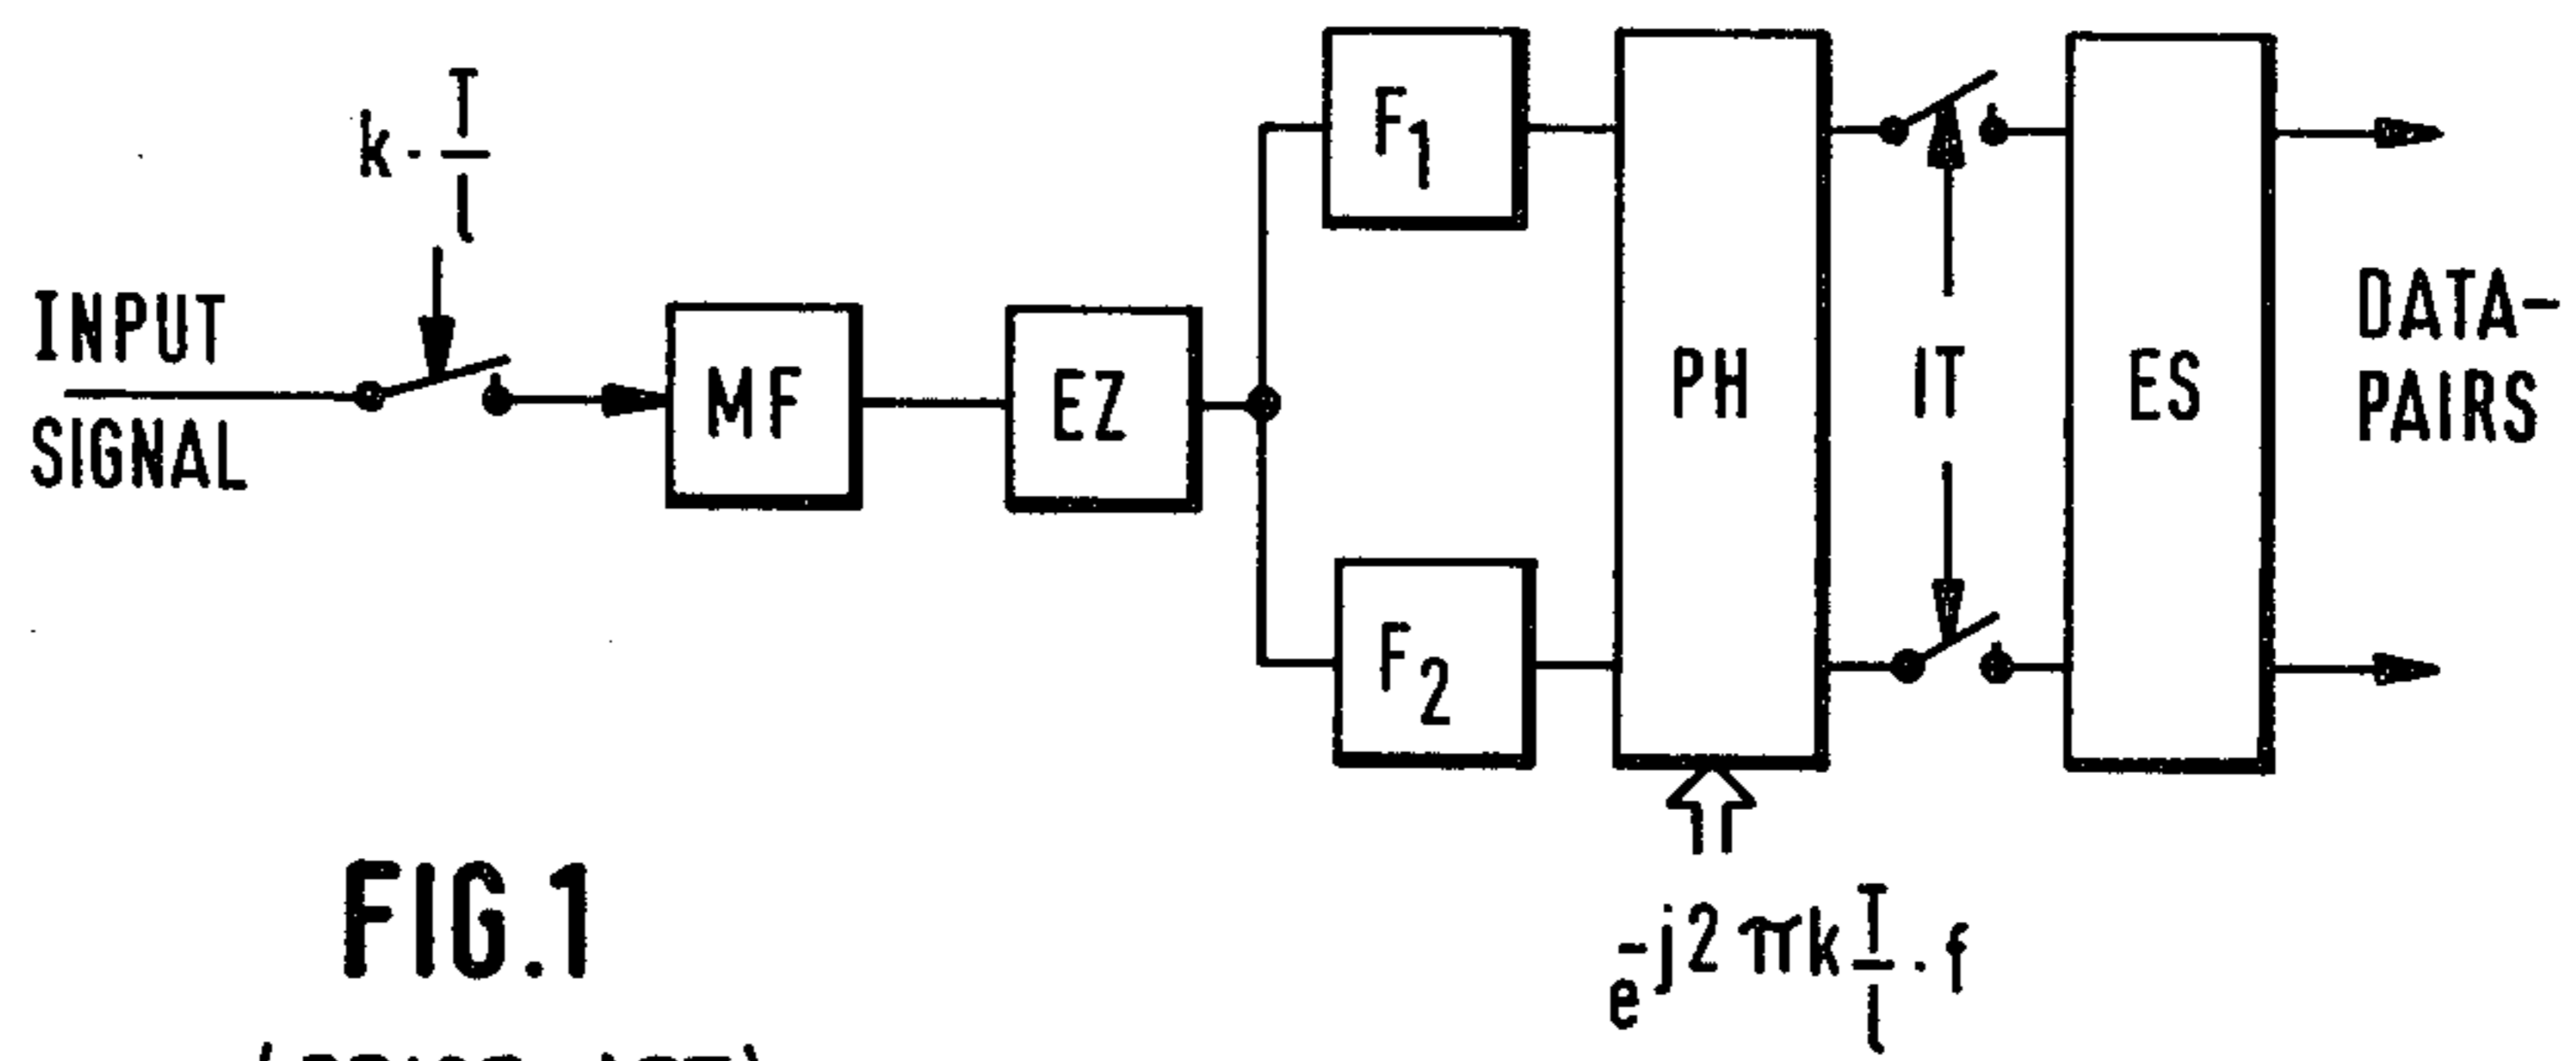 k · T/l
INPUT
SIGNAL
MF
EZ
F1
F2
PH
IT
ES
DATA-
PAIRS
e^-j2πk T/l · f
FIG.1